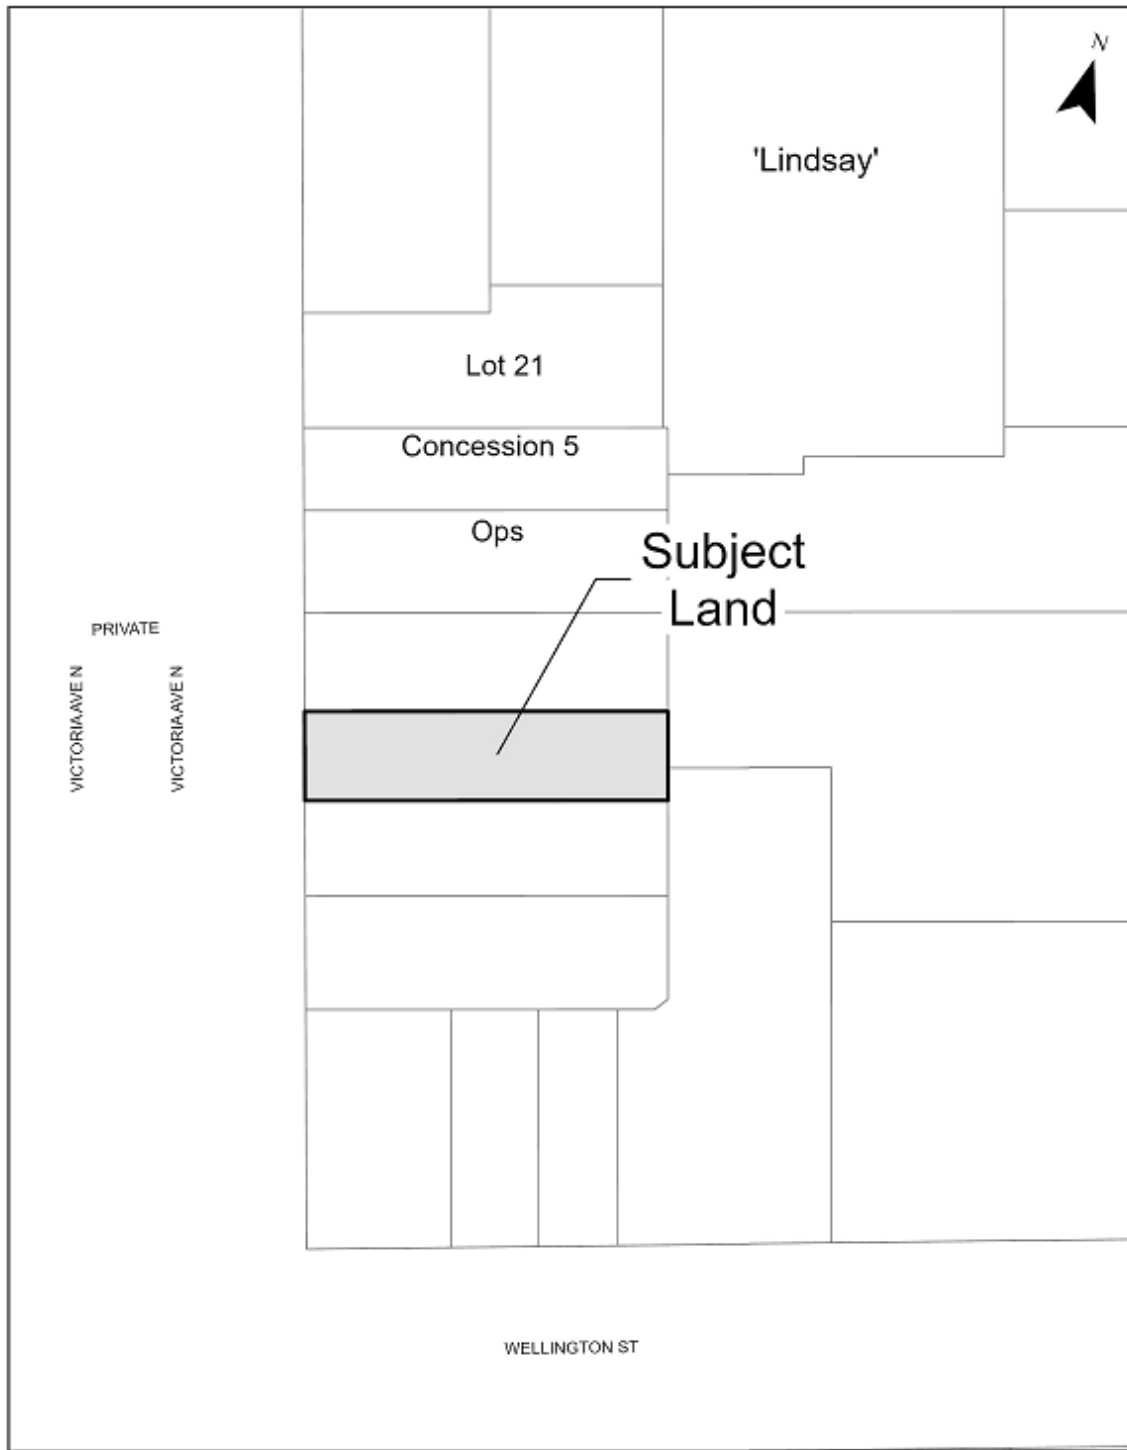 N
'Lindsay'
Lot 21
Concession 5
Ops
Subject
Land
PRIVATE
VICTORIA AVE N
VICTORIA AVE N
WELLINGTON ST